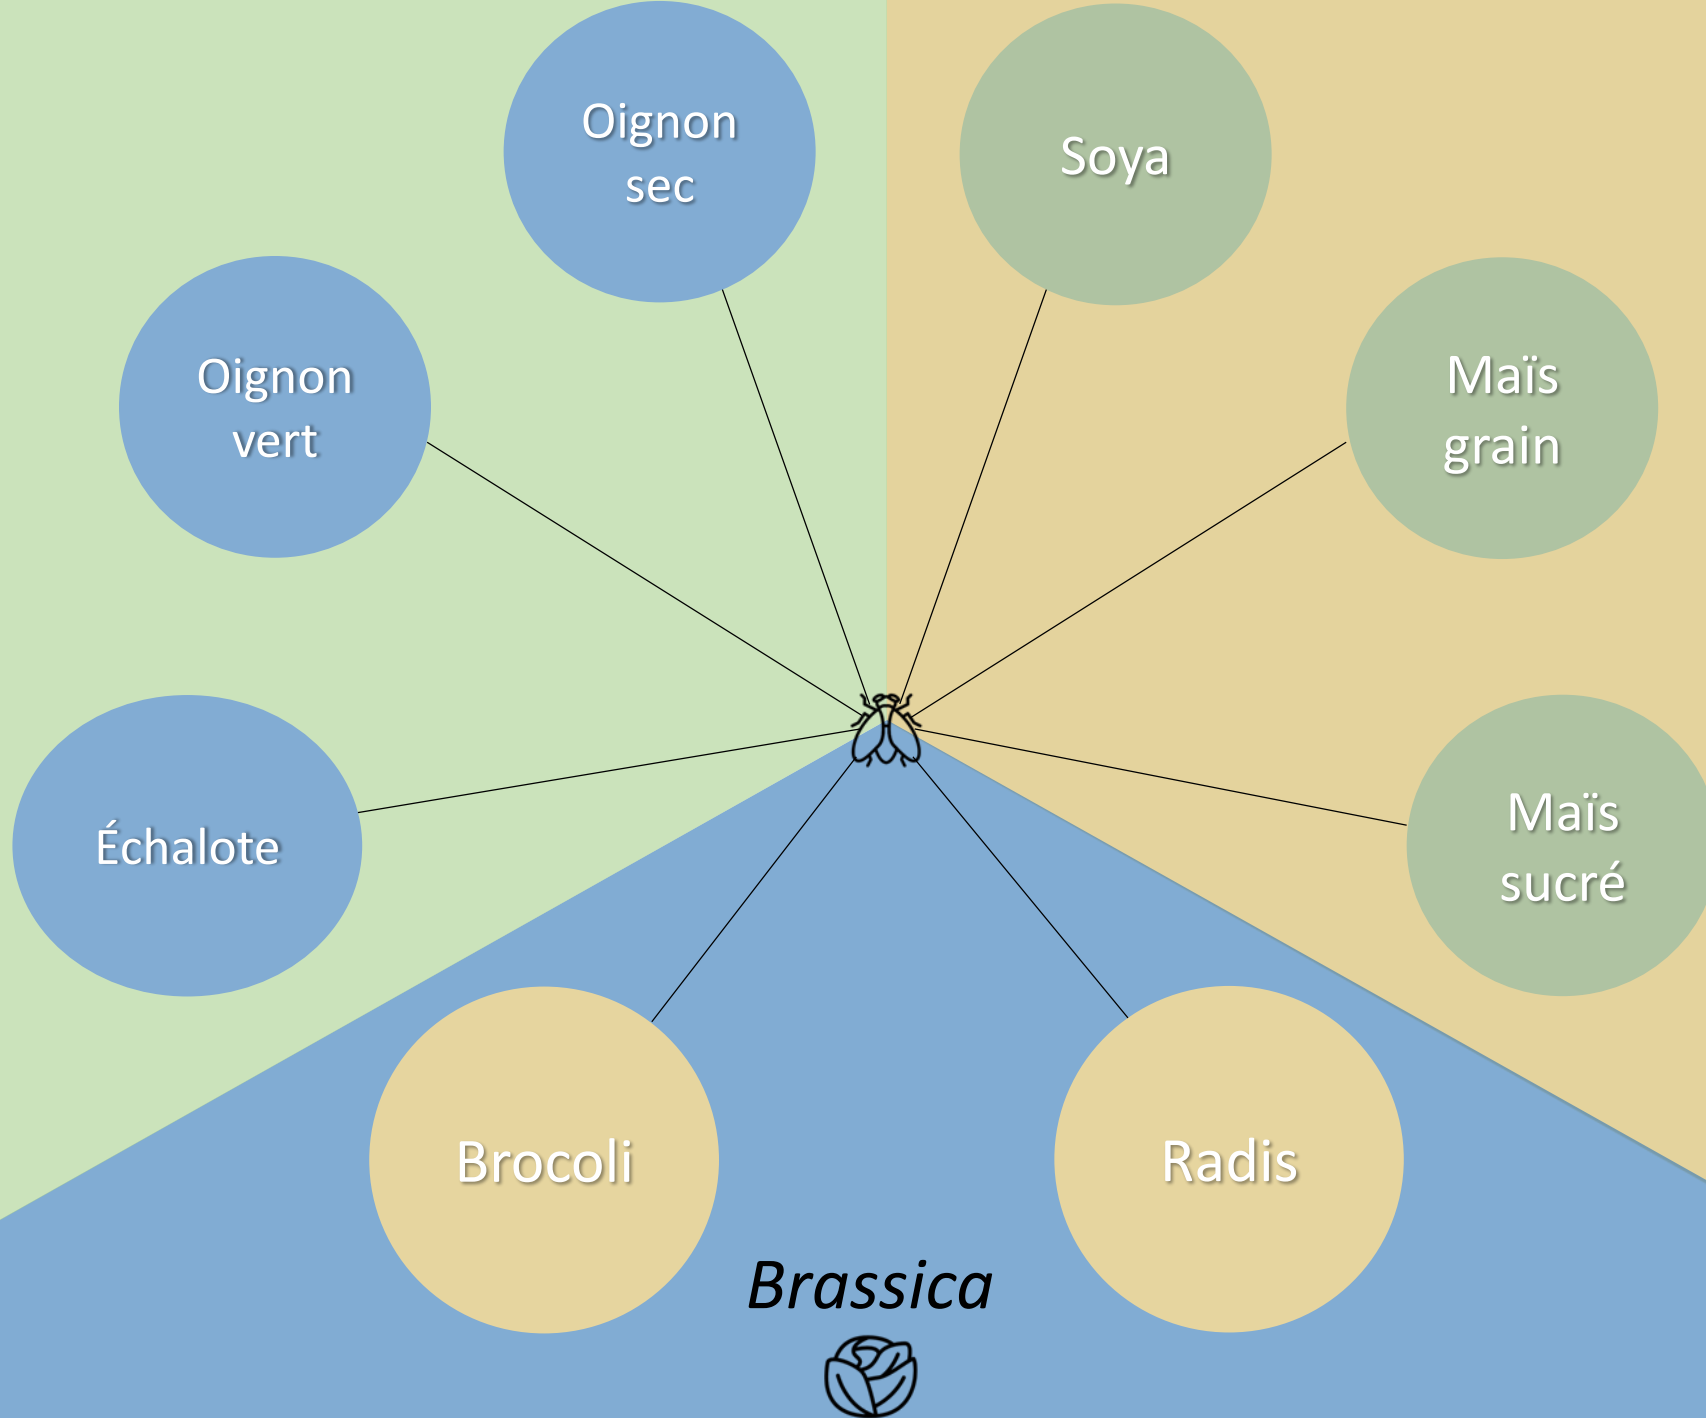 Oignon
sec
Soya
Oignon
vert
Maïs
grain
Échalote
Maïs
sucré
Brocoli
Radis
Brassica